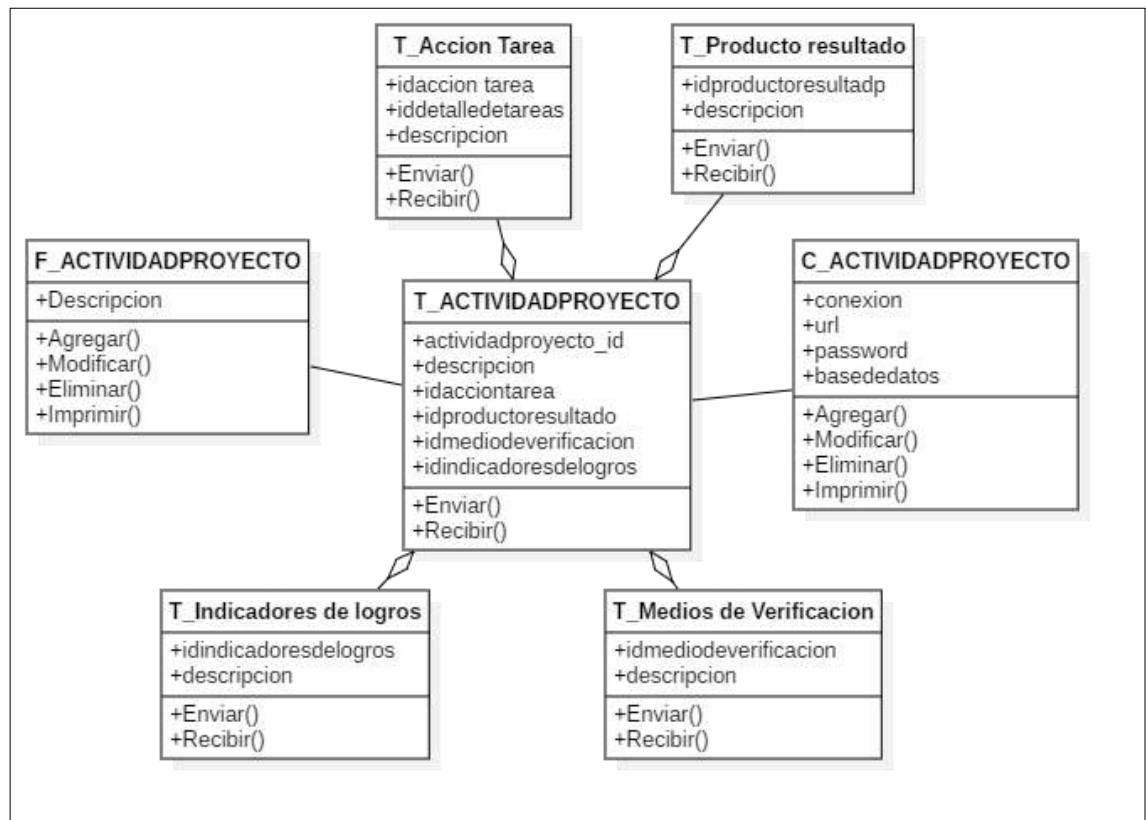 T_Accion Tarea
+idaccion tarea
+iddetalledetareas
+descripcion
+Enviar()
+Recibir()
T_Producto resultado
+idproductoresultadp
+descripcion
+Enviar()
+Recibir()
F_ACTIVIDADPROYECTO
+Descripcion
+Agregar()
+Modificar()
+Eliminar()
+Imprimir()
T_ACTIVIDADPROYECTO
+actividadproyecto_id
+descripcion
+idacciontarea
+idproductoresultado
+idmediodeverificacion
+idindicadoresdelogros
+Enviar()
+Recibir()
C_ACTIVIDADPROYECTO
+conexion
+url
+password
+basededatos
+Agregar()
+Modificar()
+Eliminar()
+Imprimir()
T_Indicadores de logros
+idindicadoresdelogros
+descripcion
+Enviar()
+Recibir()
T_Medios de Verificacion
+idmediodeverificacion
+descripcion
+Enviar()
+Recibir()